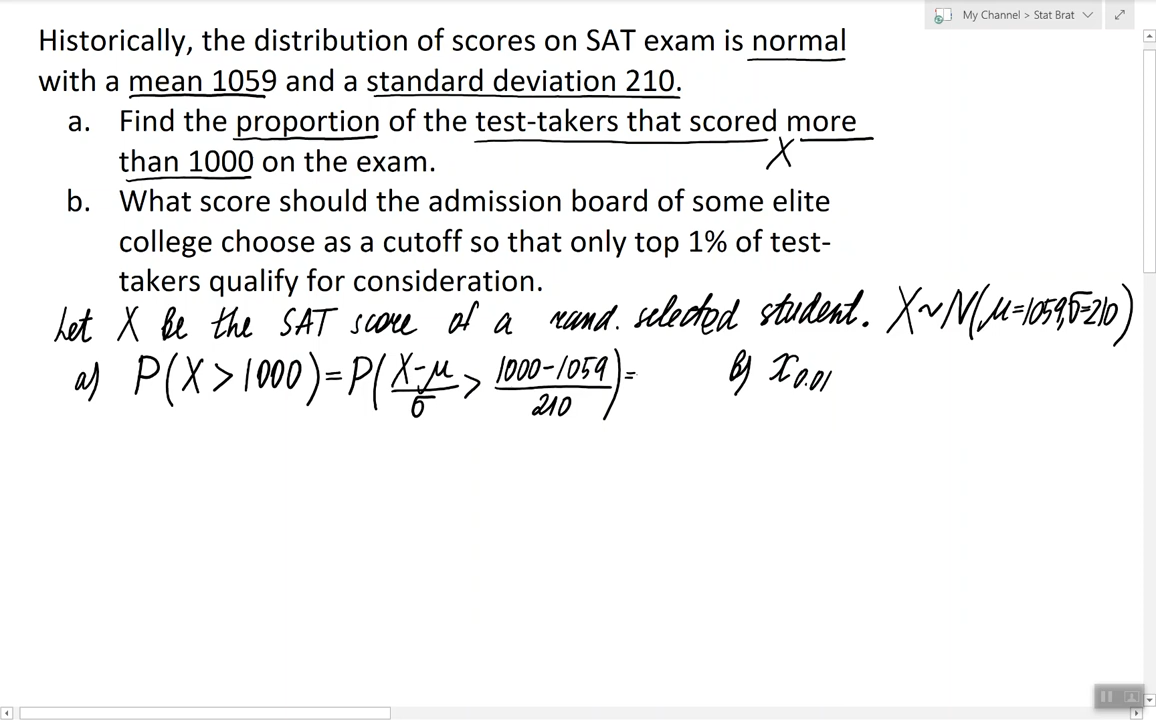 My Channel > Stat Brat
Historically, the distribution of scores on SAT exam is normal
with a mean 1059 and a standard deviation 210.
a. Find the proportion of the test-takers that scored more
than 1000 on the exam.
X
b. What score should the admission board of some elite
college choose as a cutoff so that only top 1% of test-
takers qualify for consideration.
Let X be the SAT score of a rand. selected student. X~N(μ=1059,σ=210)
a) P(X>1000)=P((X-μ)/σ > (1000-1059)/210)= b) x₀.₀₁